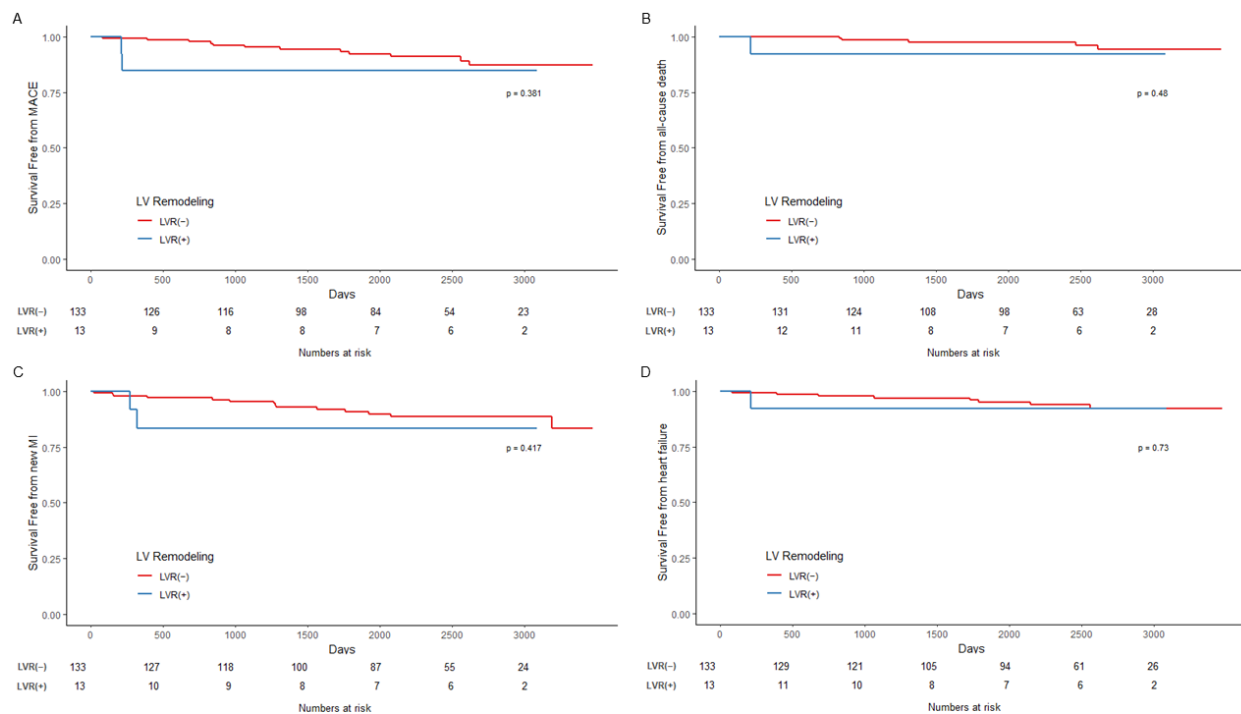 A
Survival Free from MACE
1.00
0.75
0.50
0.25
0.00
p = 0.381
LV Remodeling
LVR(−)
LVR(+)
0 500 1000 1500 2000 2500 3000
Days
LVR(−) 133 126 116 98 84 54 23
LVR(+) 13 9 8 8 7 6 2
Numbers at risk
B
Survival Free from all-cause death
1.00
0.75
0.50
0.25
0.00
p = 0.48
LV Remodeling
LVR(−)
LVR(+)
0 500 1000 1500 2000 2500 3000
Days
LVR(−) 133 131 124 108 98 63 28
LVR(+) 13 12 11 8 7 6 2
Numbers at risk
C
Survival Free from new MI
1.00
0.75
0.50
0.25
0.00
p = 0.417
LV Remodeling
LVR(−)
LVR(+)
0 500 1000 1500 2000 2500 3000
Days
LVR(−) 133 127 118 100 87 55 24
LVR(+) 13 10 9 8 7 6 2
Numbers at risk
D
Survival Free from heart failure
1.00
0.75
0.50
0.25
0.00
p = 0.73
LV Remodeling
LVR(−)
LVR(+)
0 500 1000 1500 2000 2500 3000
Days
LVR(−) 133 129 121 105 94 61 26
LVR(+) 13 11 10 8 7 6 2
Numbers at risk